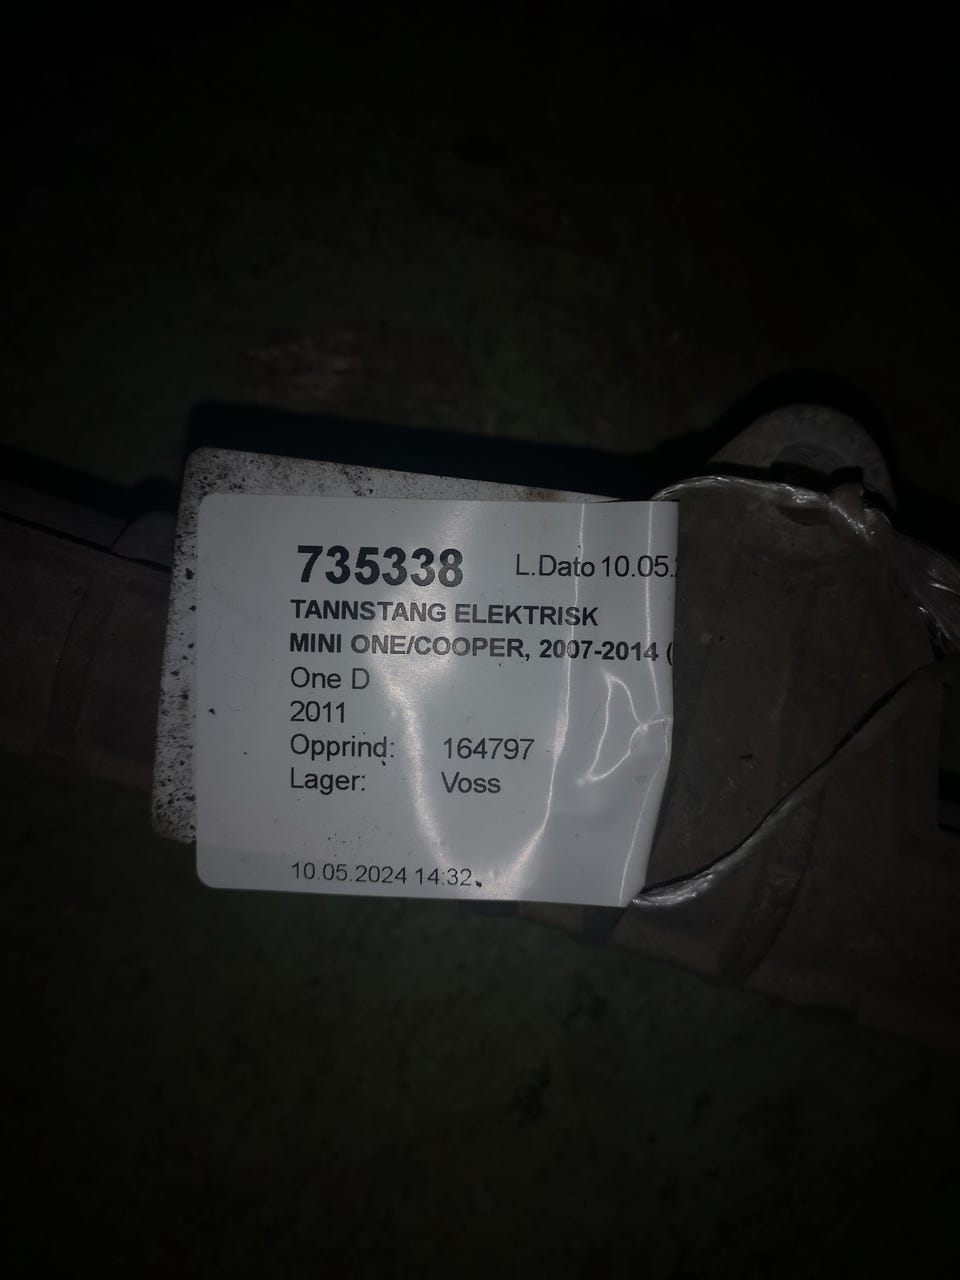 735338 L.Dato 10.05.
TANNSTANG ELEKTRISK
MINI ONE/COOPER, 2007-2014 (
One D
2011
Opprind: 164797
Lager: Voss
10.05.2024 14:32